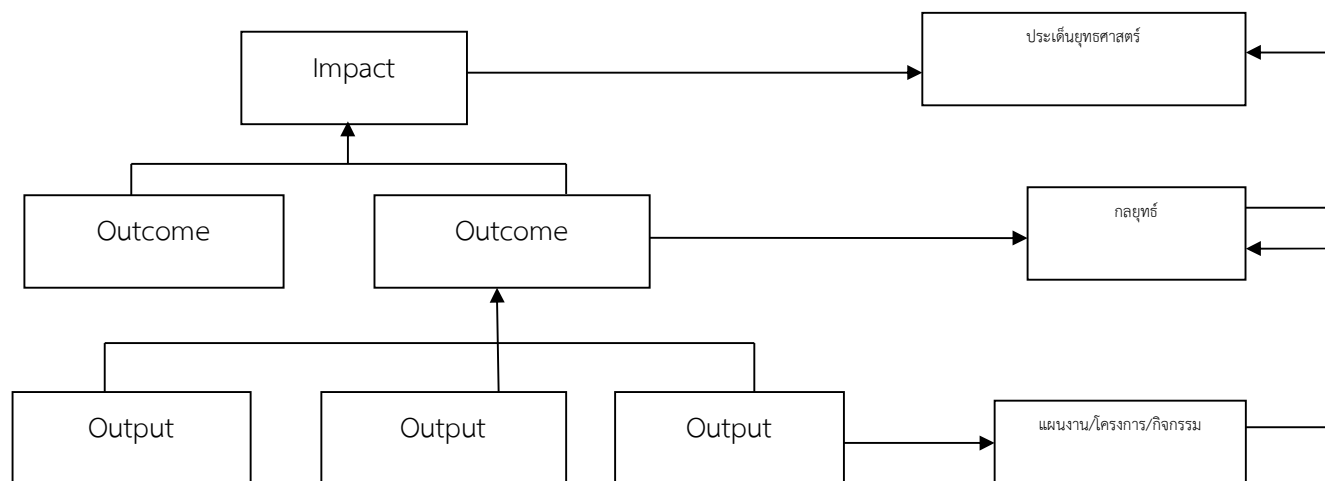 Impact
ประเด็นยุทธศาสตร์
Outcome
Outcome
กลยุทธ์
Output
Output
Output
แผนงาน/โครงการ/กิจกรรม